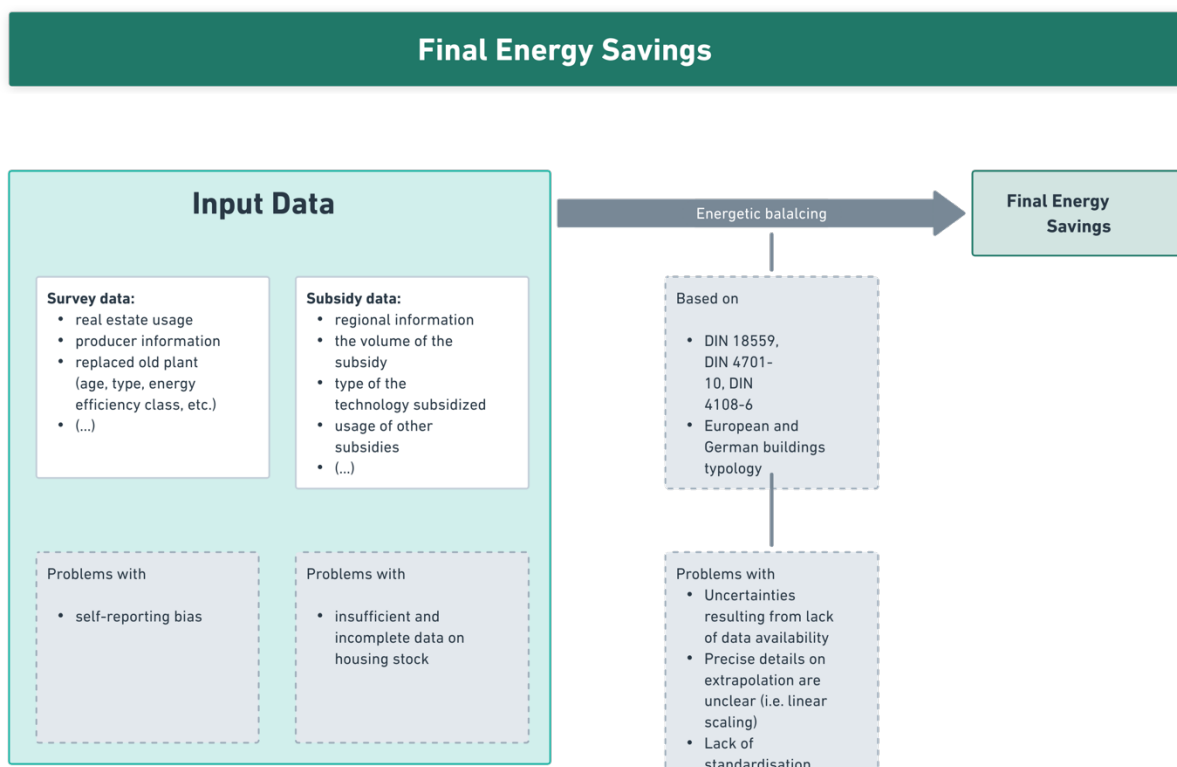 Final Energy Savings
Input Data
Energetic balalcing
Final Energy
Savings
Survey data:
• real estate usage
• producer information
• replaced old plant
(age, type, energy
efficiency class, etc.)
• (...)
Subsidy data:
• regional information
• the volume of the
subsidy
• type of the
technology subsidized
• usage of other
subsidies
• (...)
Based on
• DIN 18559,
DIN 4701-
10, DIN
4108-6
• European and
German buildings
typology
Problems with
• self-reporting bias
Problems with
• insufficient and
incomplete data on
housing stock
Problems with
• Uncertainties
resulting from lack
of data availability
• Precise details on
extrapolation are
unclear (i.e. linear
scaling)
• Lack of
standardisation